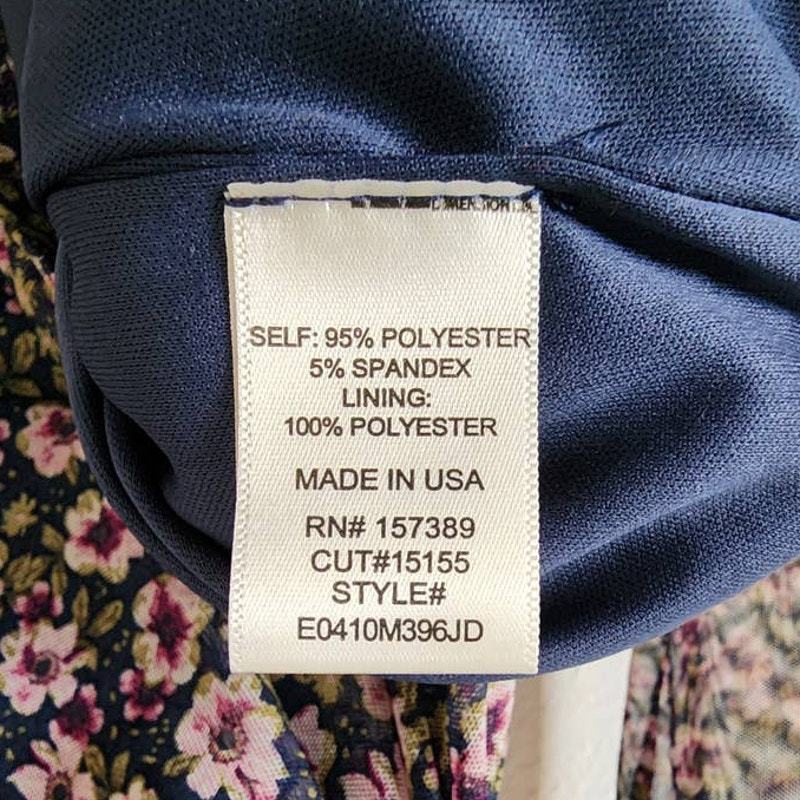 SELF: 95% POLYESTER
5% SPANDEX
LINING:
100% POLYESTER
MADE IN USA
RN# 157389
CUT#15155
STYLE#
E0410M396JD